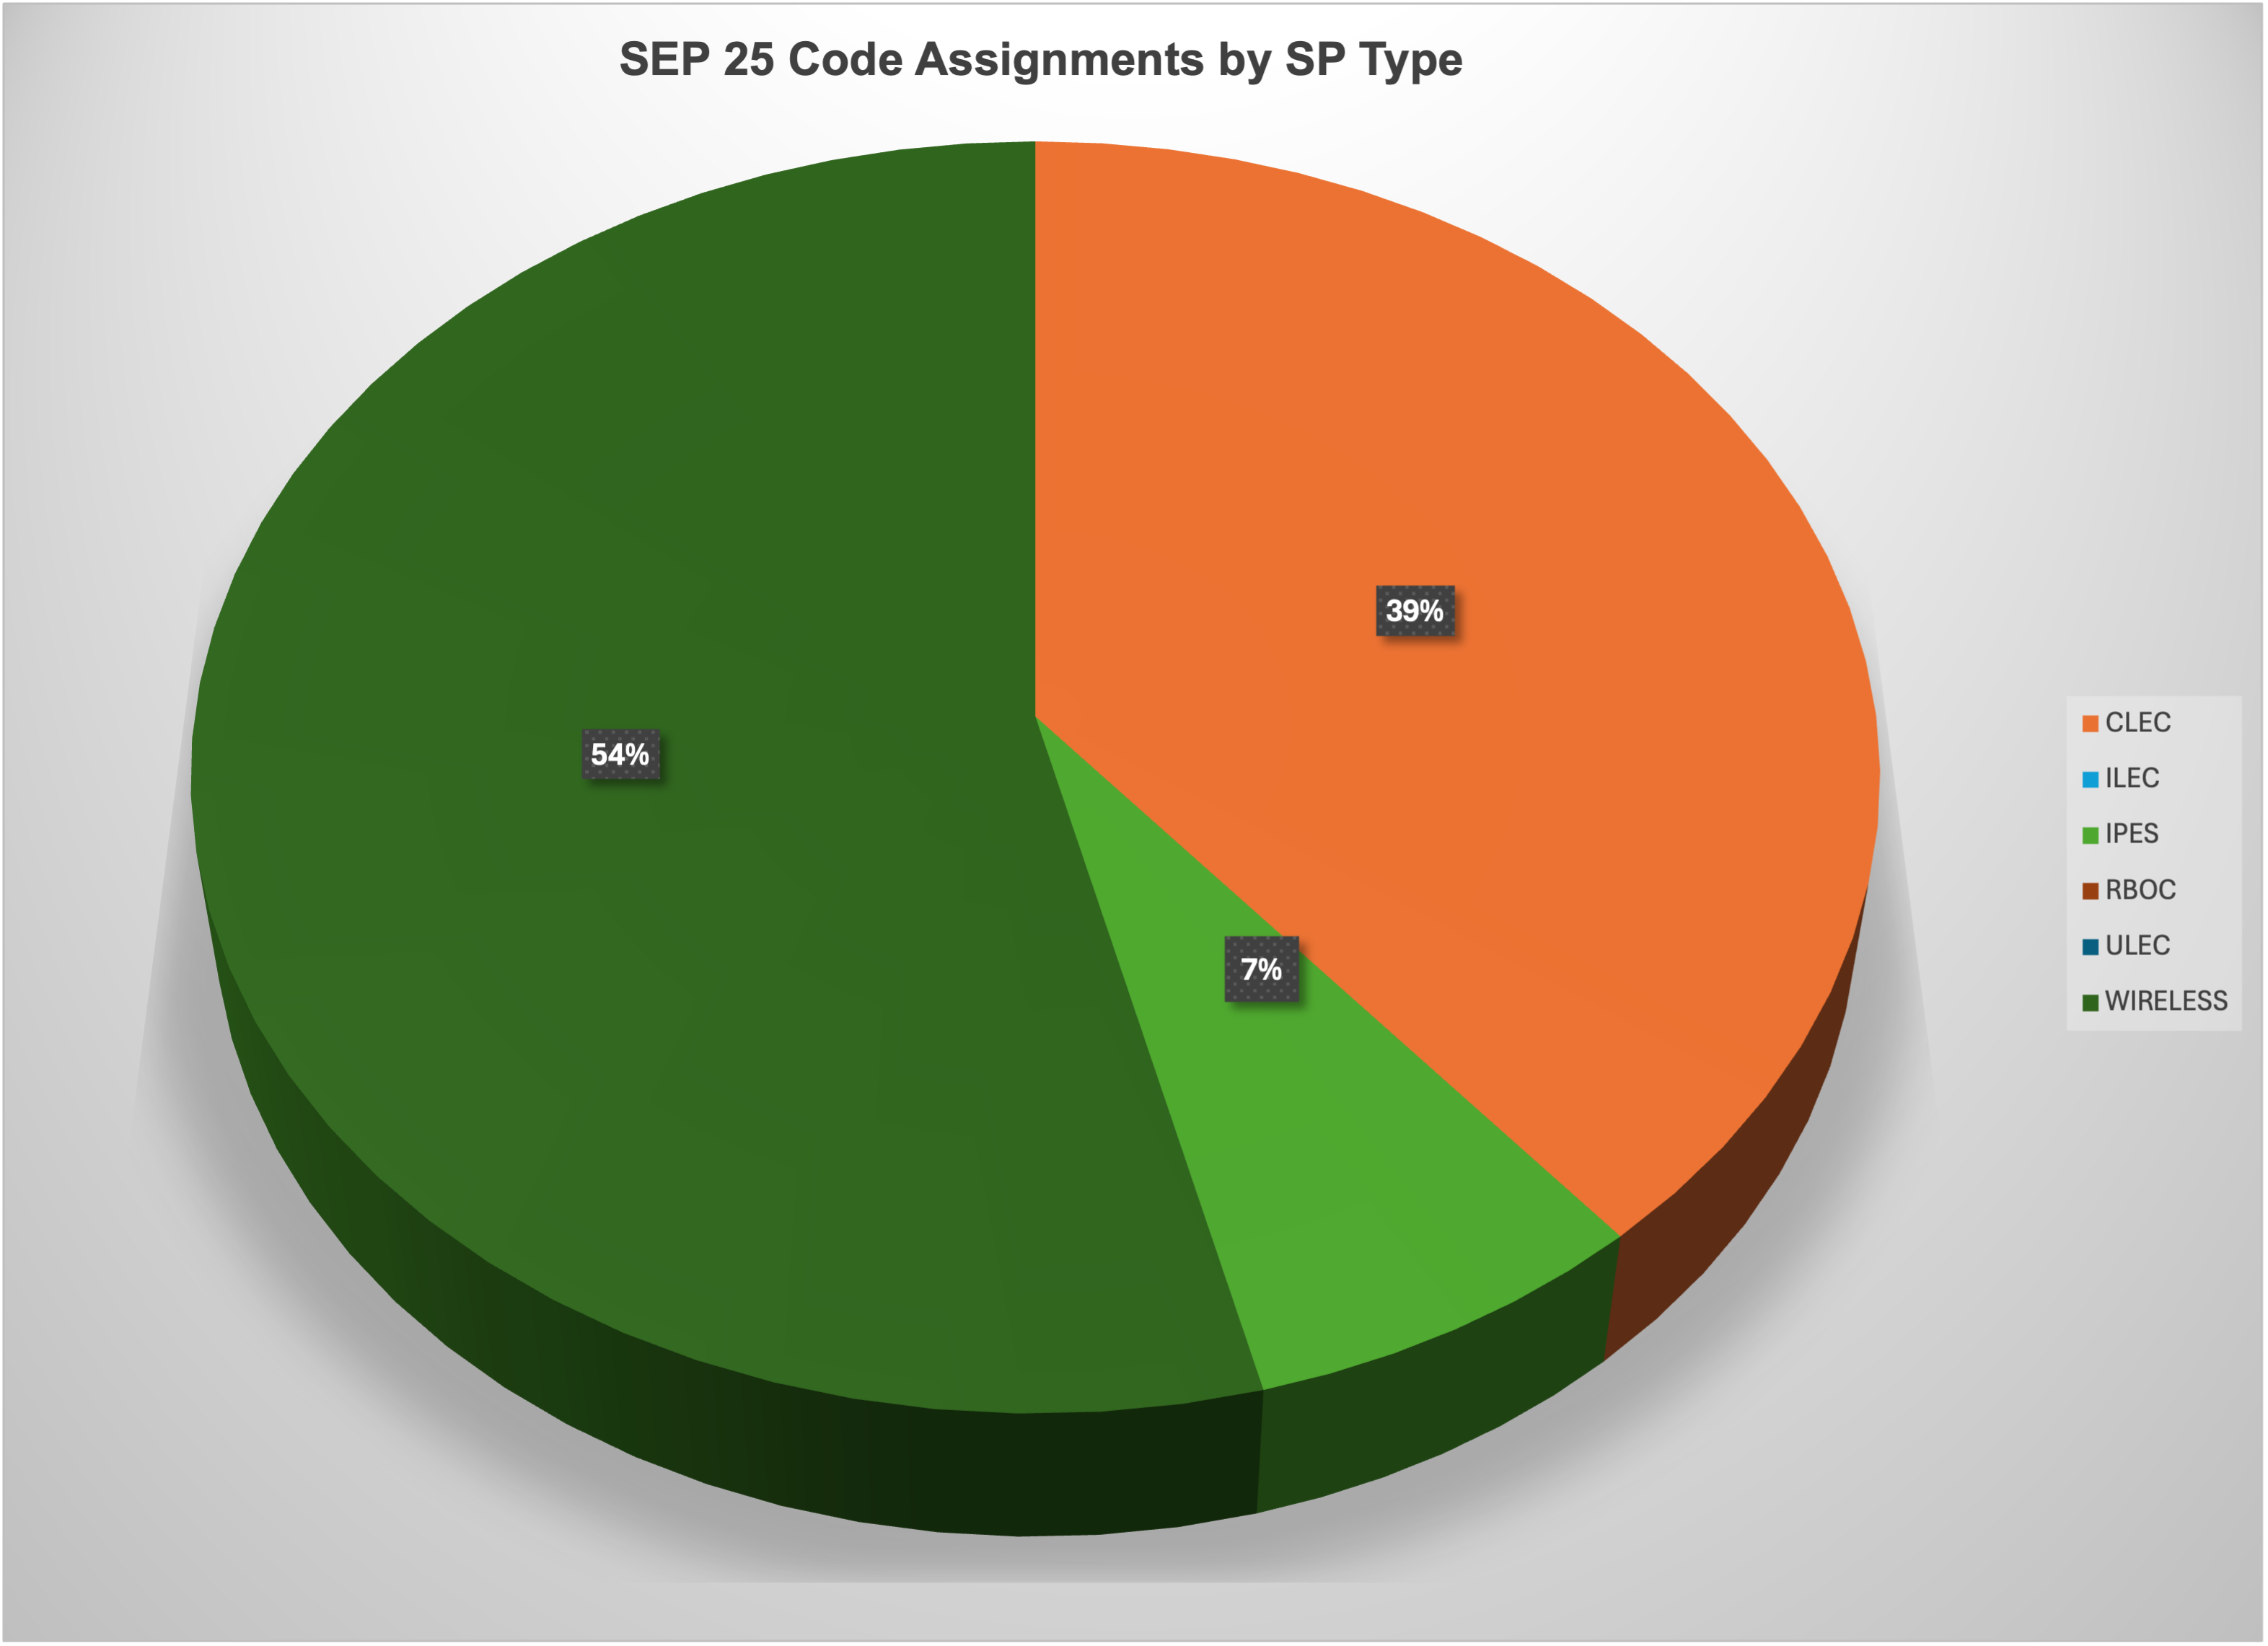 SEP 25 Code Assignments by SP Type
39%
54%
7%
CLEC
ILEC
IPES
RBOC
ULEC
WIRELESS